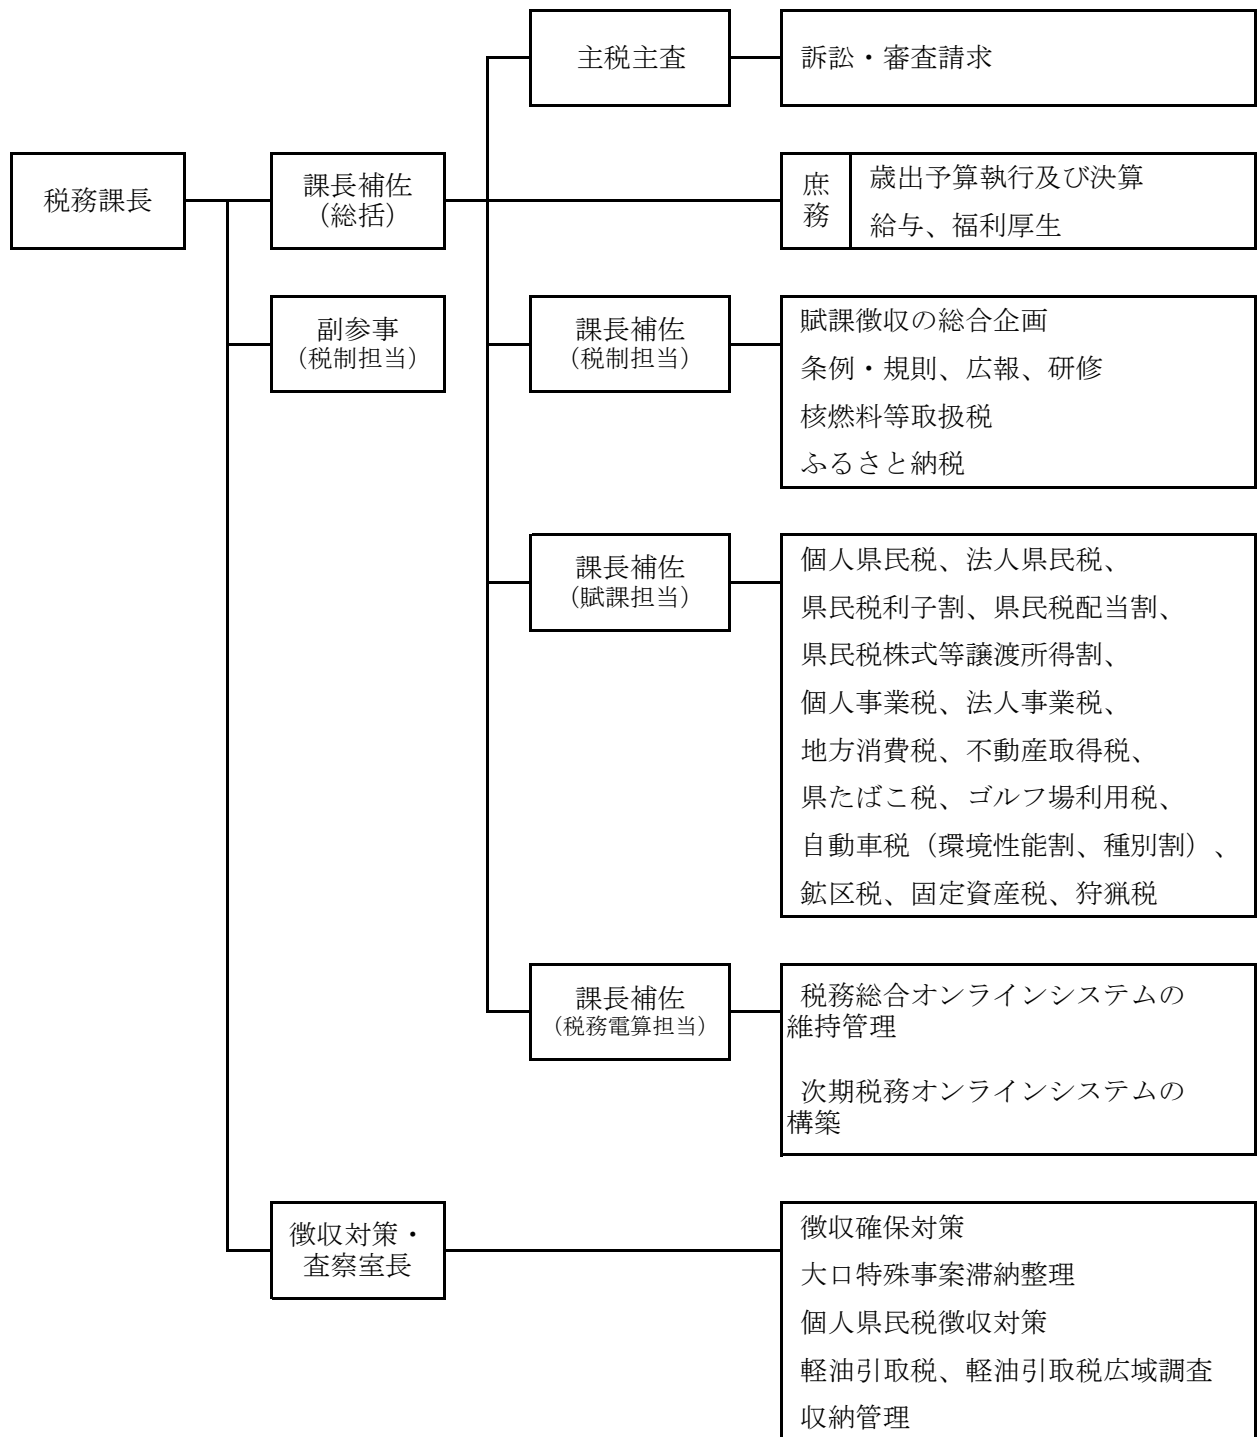 主税主査
訴訟・審査請求
税務課長
課長補佐
（総括）
庶務
歳出予算執行及び決算
給与、福利厚生
副参事
（税制担当）
課長補佐
（税制担当）
賦課徴収の総合企画
条例・規則、広報、研修
核燃料等取扱税
ふるさと納税
課長補佐
（賦課担当）
個人県民税、法人県民税、
県民税利子割、県民税配当割、
県民税株式等譲渡所得割、
個人事業税、法人事業税、
地方消費税、不動産取得税、
県たばこ税、ゴルフ場利用税、
自動車税（環境性能割、種別割）、
鉱区税、固定資産税、狩猟税
課長補佐
（税務電算担当）
税務総合オンラインシステムの
維持管理
次期税務オンラインシステムの
構築
徴収対策・
査察室長
徴収確保対策
大口特殊事案滞納整理
個人県民税徴収対策
軽油引取税、軽油引取税広域調査
収納管理